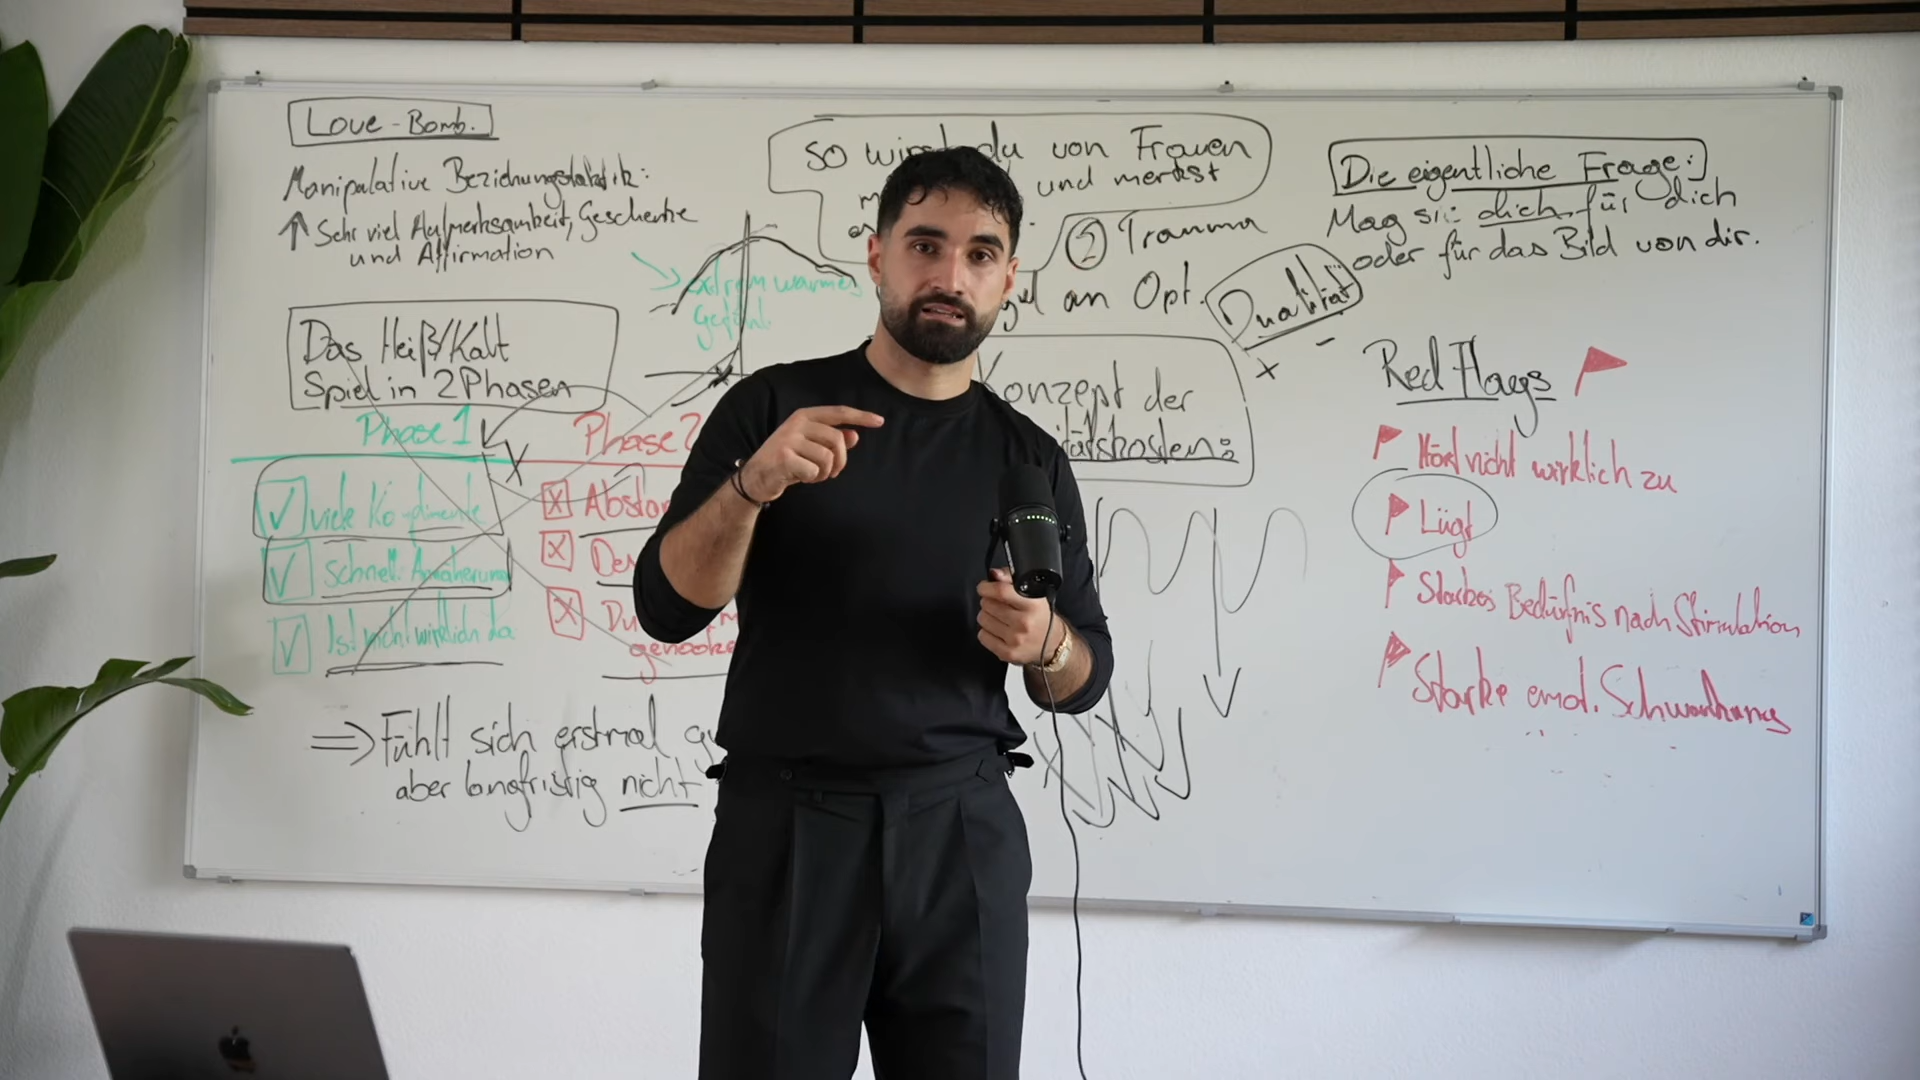 Love-Bomb.
Manipulative Beziehungstaktik:
Sehr viel Aufmerksamkeit, Geschenke
und Affirmation
Das Heiß/Kalt
Spiel in 2 Phasen
Phase 1
viele Komplimente
schnelle Annäherung
Ist nicht wirklich da
Phase 2
⇒ Fühlt sich erstmal
aber langfristig nicht
extrem warmes
Gefühl
so wirst du von Frauen
und merkst
② Trauma
an Opt.
Dualität
+ -
Konzept der
Die eigentliche Frage:
Mag sie dich für dich
oder für das Bild von dir.
Red Flags
Hört nicht wirklich zu
Lügt
Starkes Bedürfnis nach Stimulation
Starke emot. Schwankung